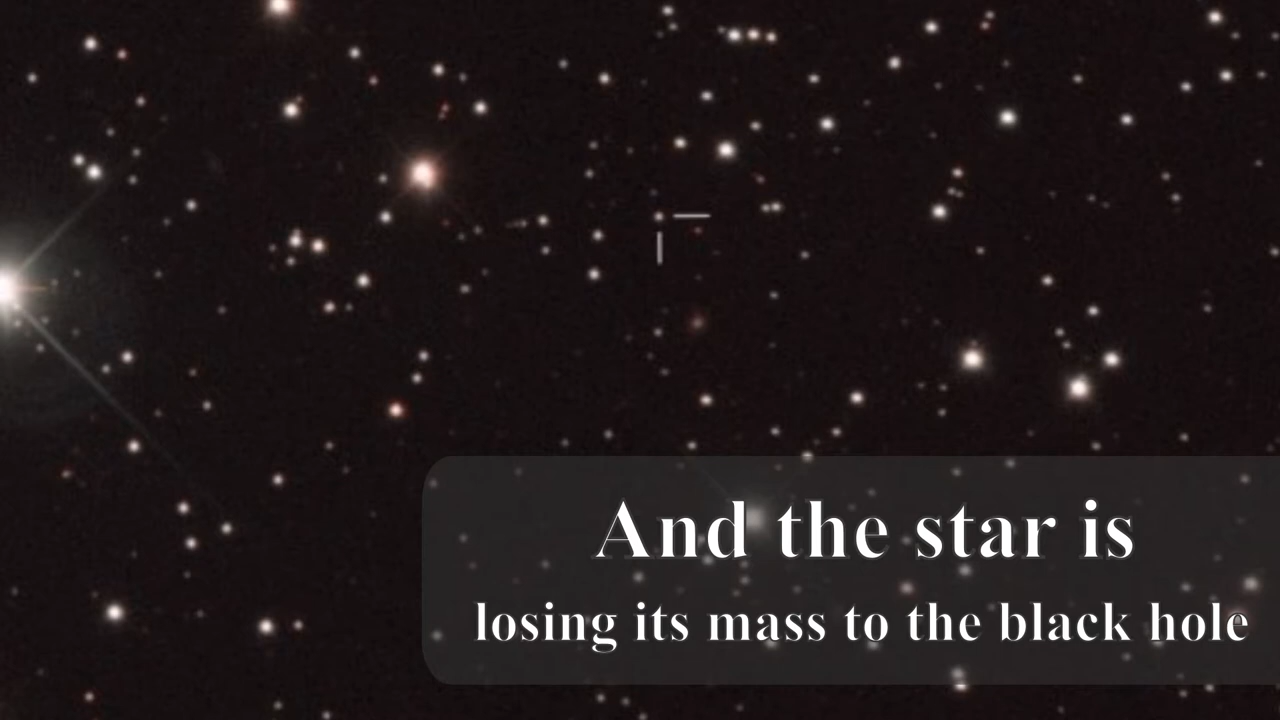 And the star is
losing its mass to the black hole